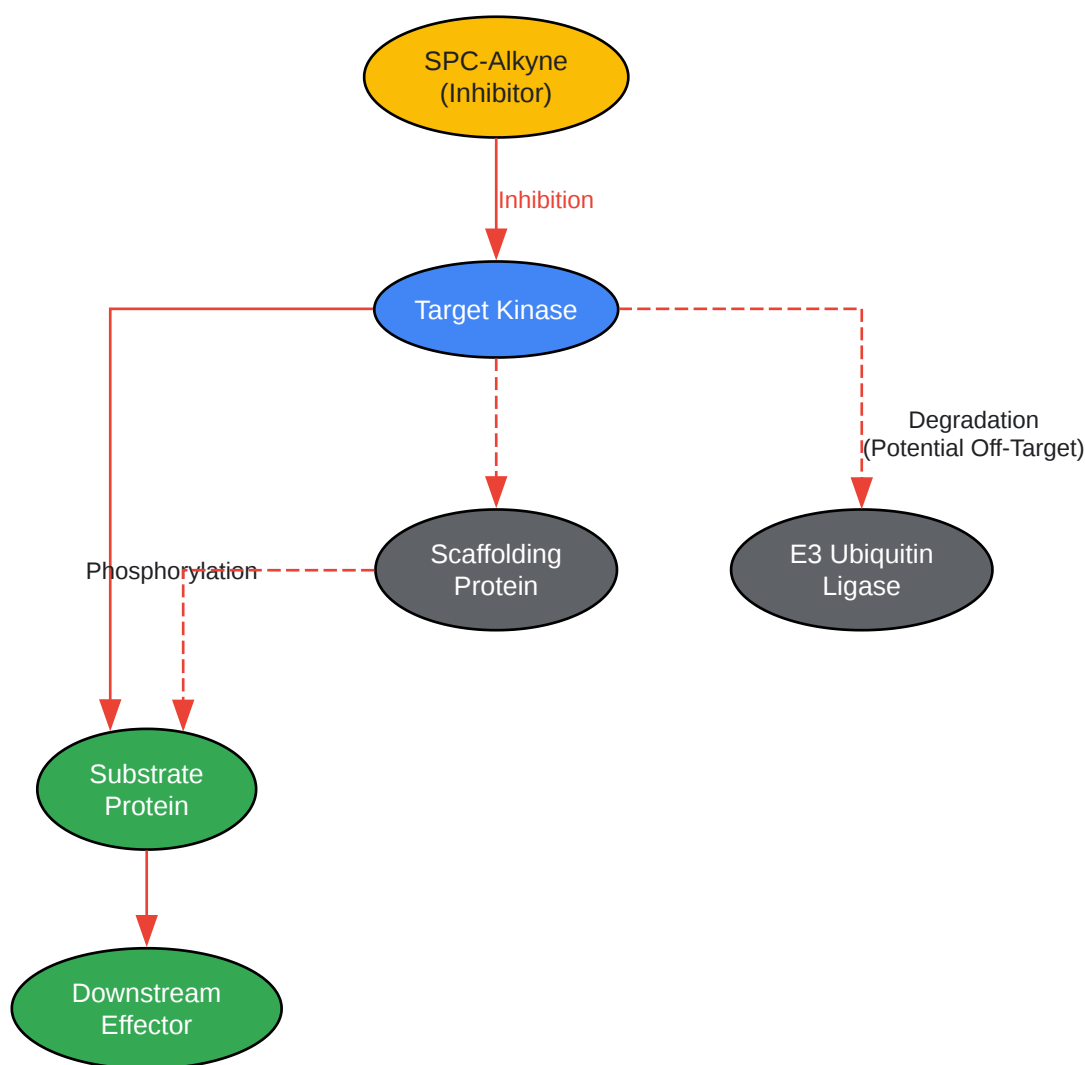 SPC-Alkyne
(Inhibitor)
Inhibition
Target Kinase
Degradation
(Potential Off-Target)
Scaffolding
Protein
E3 Ubiquitin
Ligase
Phosphorylation
Substrate
Protein
Downstream
Effector